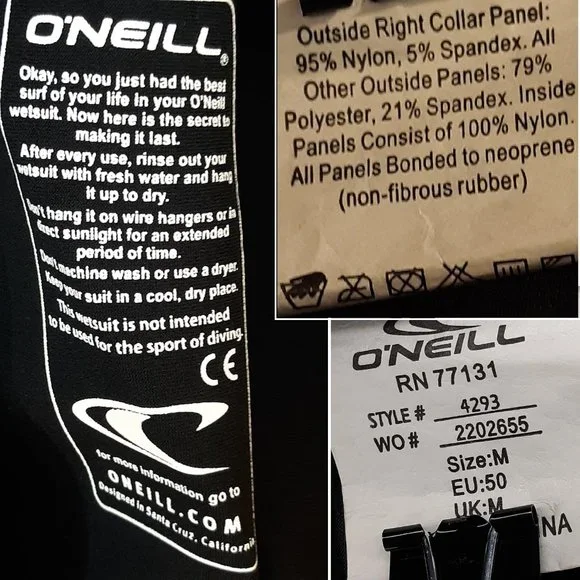 O'NEILL®
Okay, so you just had the best
surf of your life in your O'Neill
wetsuit. Now here is the secret to
making it last.
After every use, rinse out your
wetsuit with fresh water and hang
it up to dry.
Don't hang it on wire hangers or in
direct sunlight for an extended
period of time.
Don't machine wash or use a dryer.
Keep your suit in a cool, dry place.
This wetsuit is not intended
to be used for the sport of diving.
CE
for more information go to
ONEILL.COM
Designed in Santa Cruz, California
Outside Right Collar Panel:
95% Nylon, 5% Spandex. All
Other Outside Panels: 79%
Polyester, 21% Spandex. Inside
Panels Consist of 100% Nylon.
All Panels Bonded to neoprene
(non-fibrous rubber)
O'NEILL
RN 77131
STYLE # 4293
WO# 2202655
Size:M
EU:50
UK:M
NA